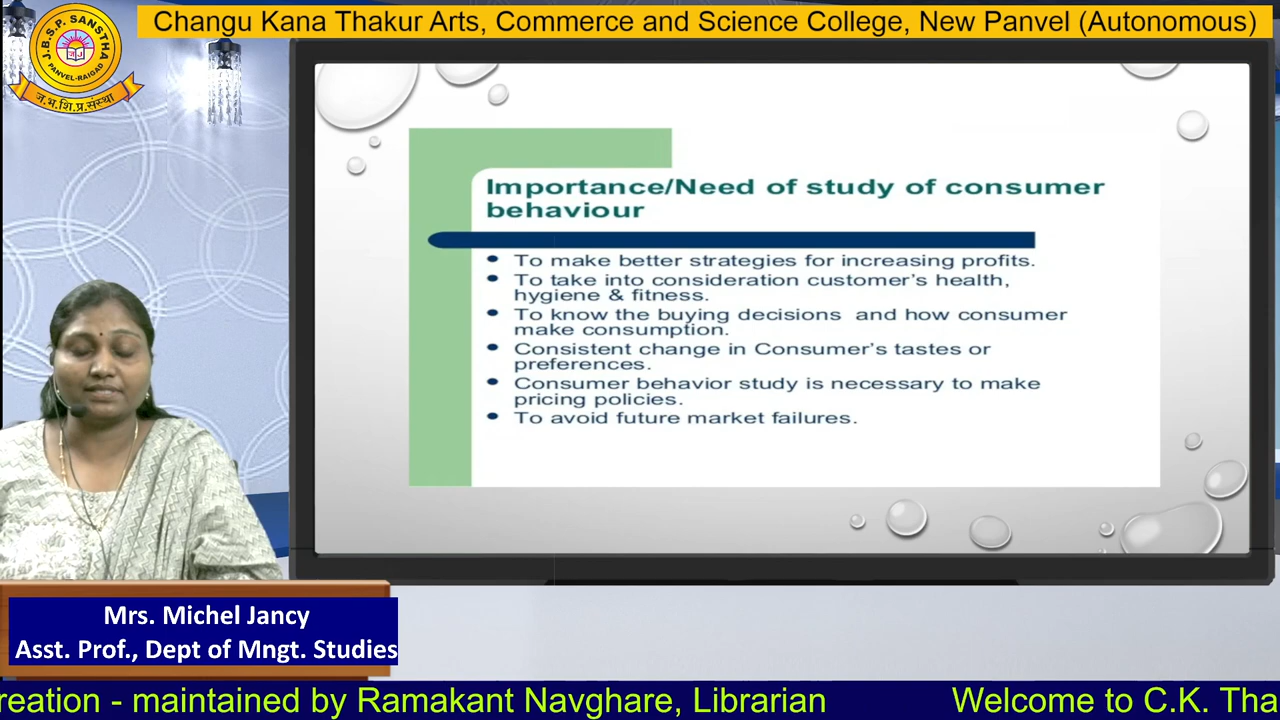 Changu Kana Thakur Arts, Commerce and Science College, New Panvel (Autonomous)
J.B.S.P. SANSTHA
PANVEL-RAIGAD
ज.भ.शि.प्र.संस्था
Importance/Need of study of consumer
behaviour
• To make better strategies for increasing profits.
• To take into consideration customer's health,
hygiene & fitness.
• To know the buying decisions and how consumer
make consumption.
• Consistent change in Consumer's tastes or
preferences.
• Consumer behavior study is necessary to make
pricing policies.
• To avoid future market failures.
Mrs. Michel Jancy
Asst. Prof., Dept of Mngt. Studies
reation - maintained by Ramakant Navghare, Librarian Welcome to C.K. Tha